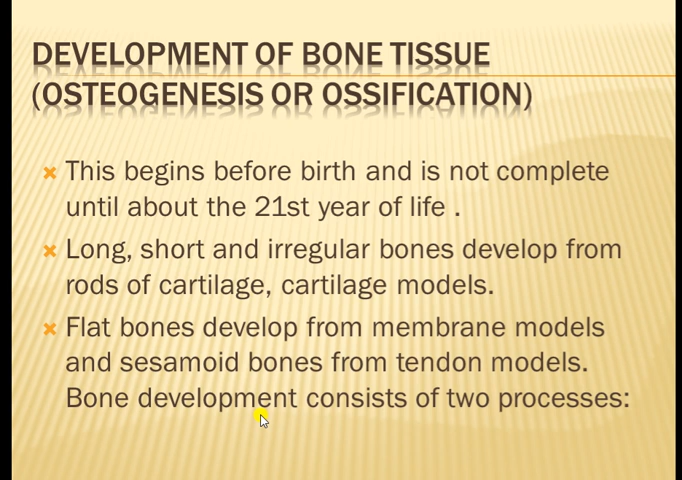 DEVELOPMENT OF BONE TISSUE
(OSTEOGENESIS OR OSSIFICATION)
This begins before birth and is not complete
until about the 21st year of life .
Long, short and irregular bones develop from
rods of cartilage, cartilage models.
Flat bones develop from membrane models
and sesamoid bones from tendon models.
Bone development consists of two processes: